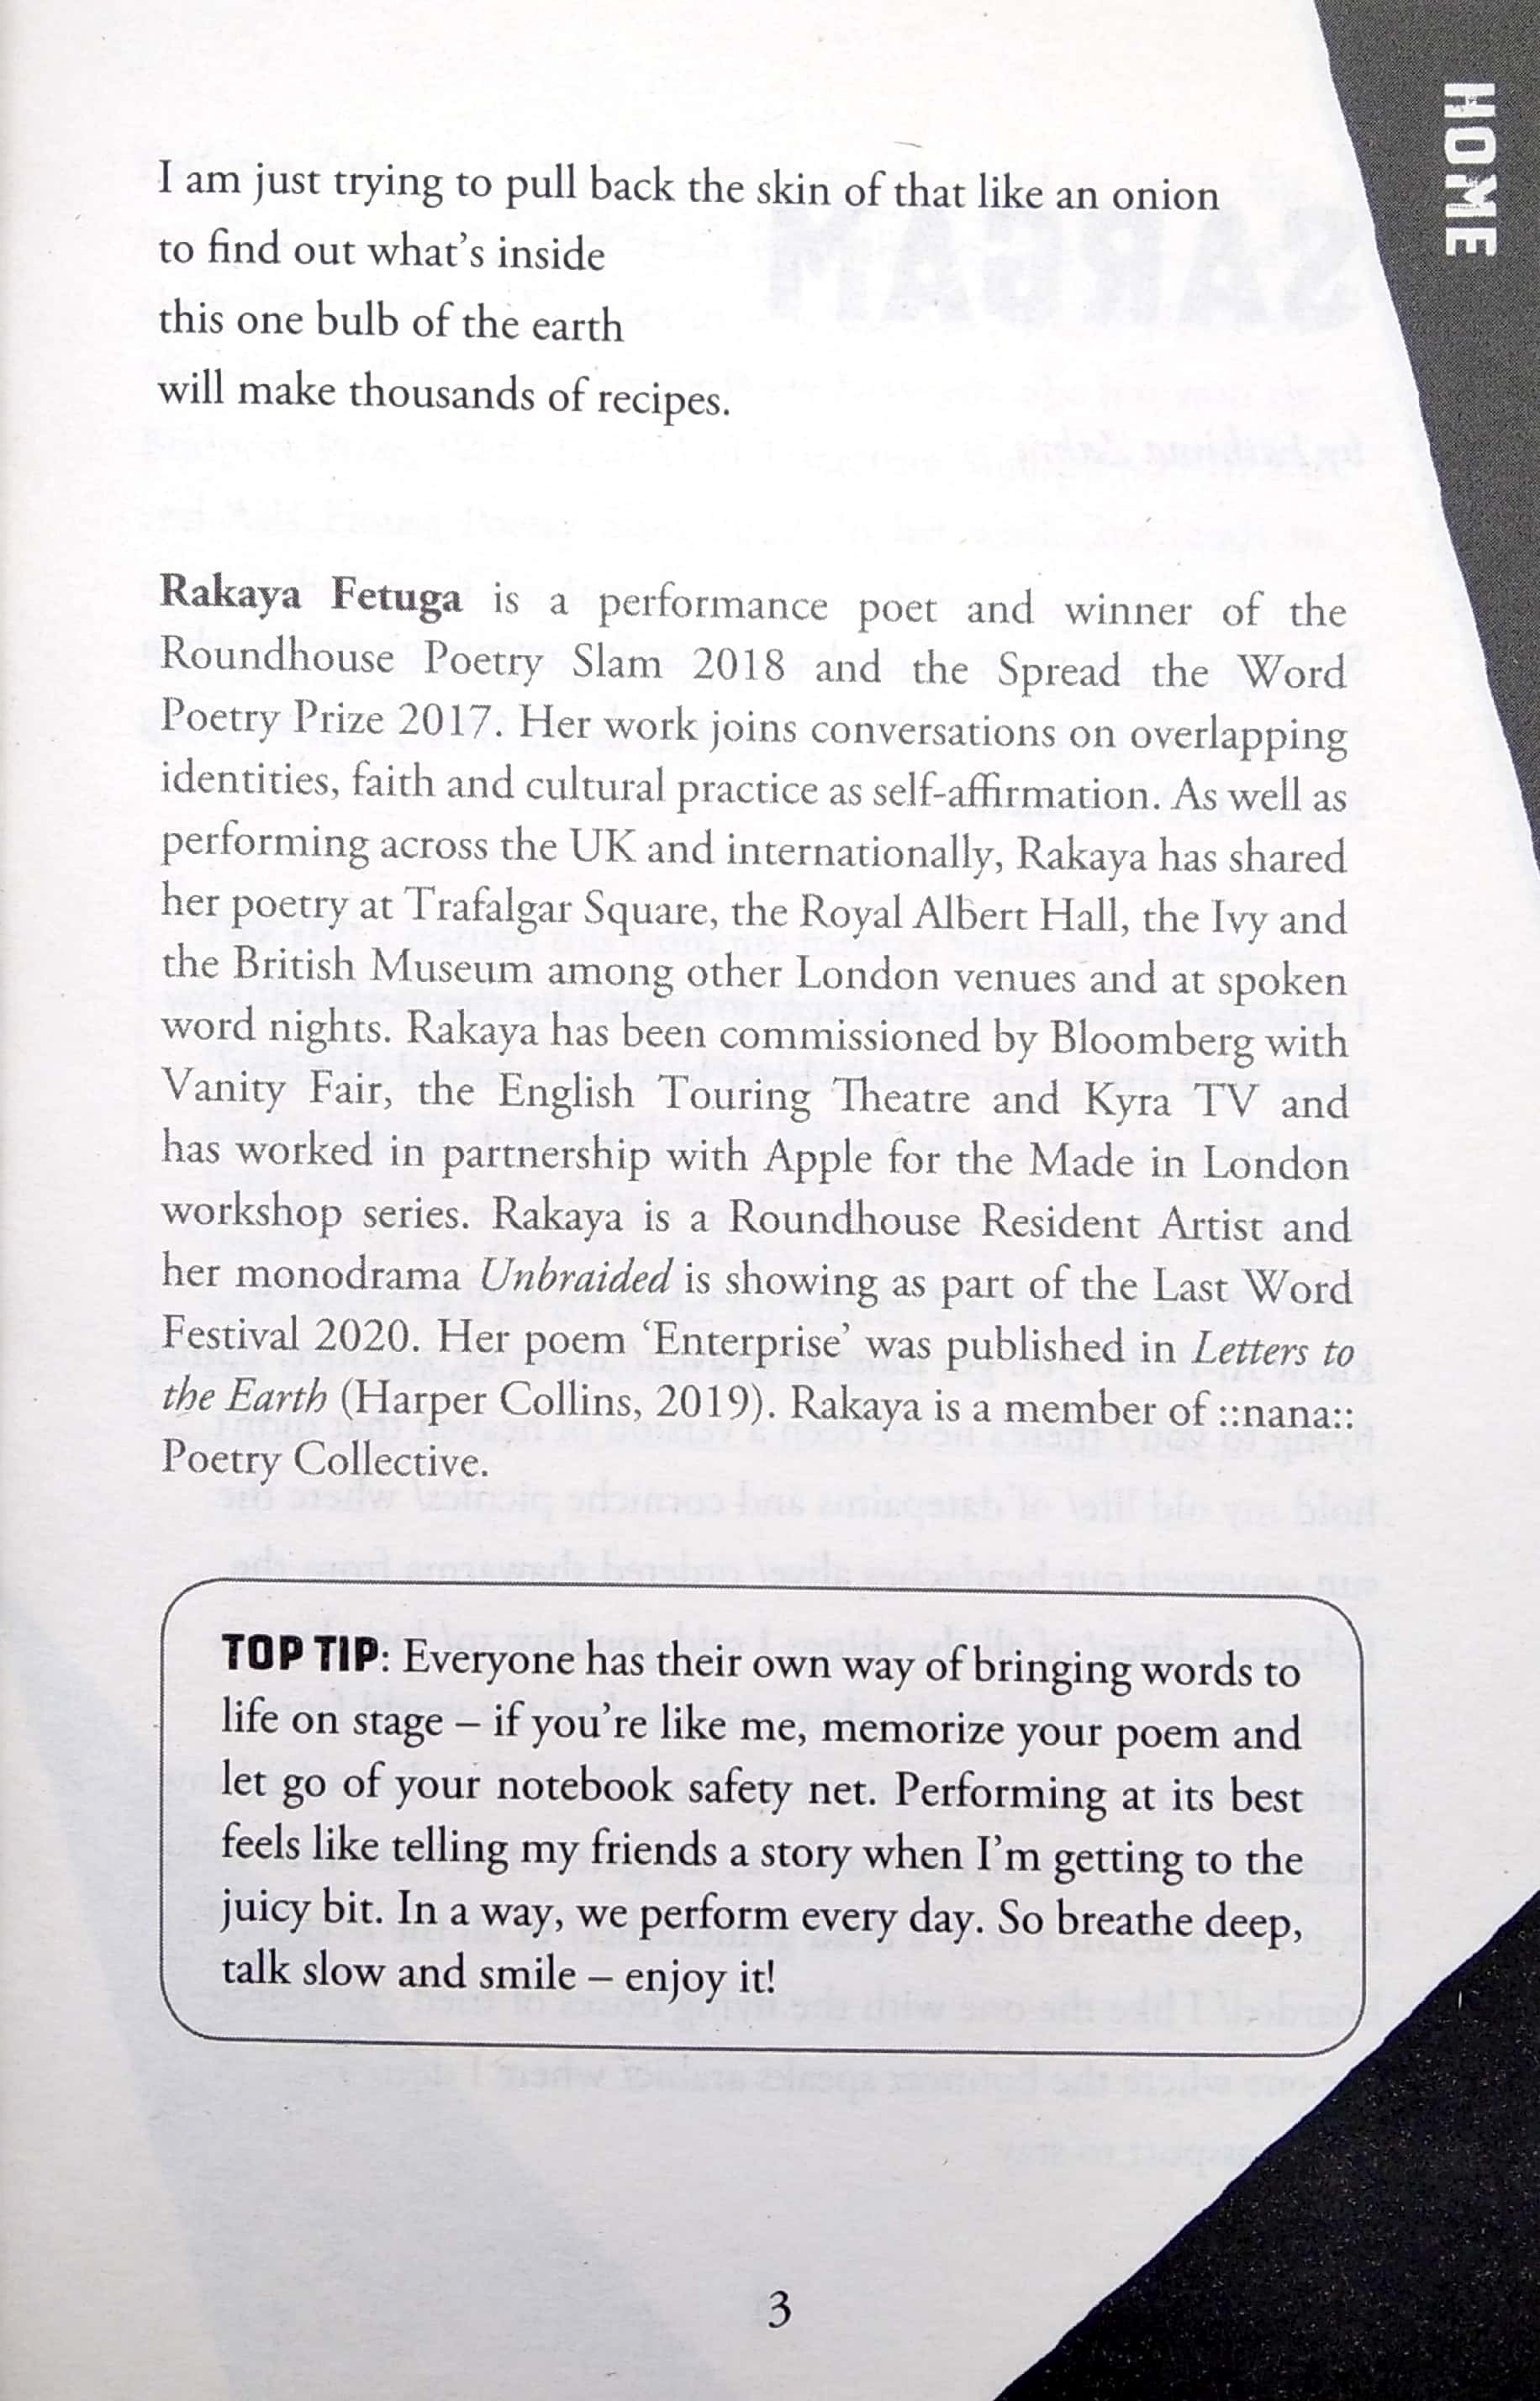 HOME
I am just trying to pull back the skin of that like an onion
to find out what's inside
this one bulb of the earth
will make thousands of recipes.
Rakaya Fetuga is a performance poet and winner of the
Roundhouse Poetry Slam 2018 and the Spread the Word
Poetry Prize 2017. Her work joins conversations on overlapping
identities, faith and cultural practice as self-affirmation. As well as
performing across the UK and internationally, Rakaya has shared
her poetry at Trafalgar Square, the Royal Albert Hall, the Ivy and
the British Museum among other London venues and at spoken
word nights. Rakaya has been commissioned by Bloomberg with
Vanity Fair, the English Touring Theatre and Kyra TV and
has worked in partnership with Apple for the Made in London
workshop series. Rakaya is a Roundhouse Resident Artist and
her monodrama Unbraided is showing as part of the Last Word
Festival 2020. Her poem ‘Enterprise’ was published in Letters to
the Earth (Harper Collins, 2019). Rakaya is a member of ::nana::
Poetry Collective.
TOP TIP: Everyone has their own way of bringing words to
life on stage – if you're like me, memorize your poem and
let go of your notebook safety net. Performing at its best
feels like telling my friends a story when I'm getting to the
juicy bit. In a way, we perform every day. So breathe deep,
talk slow and smile – enjoy it!
3